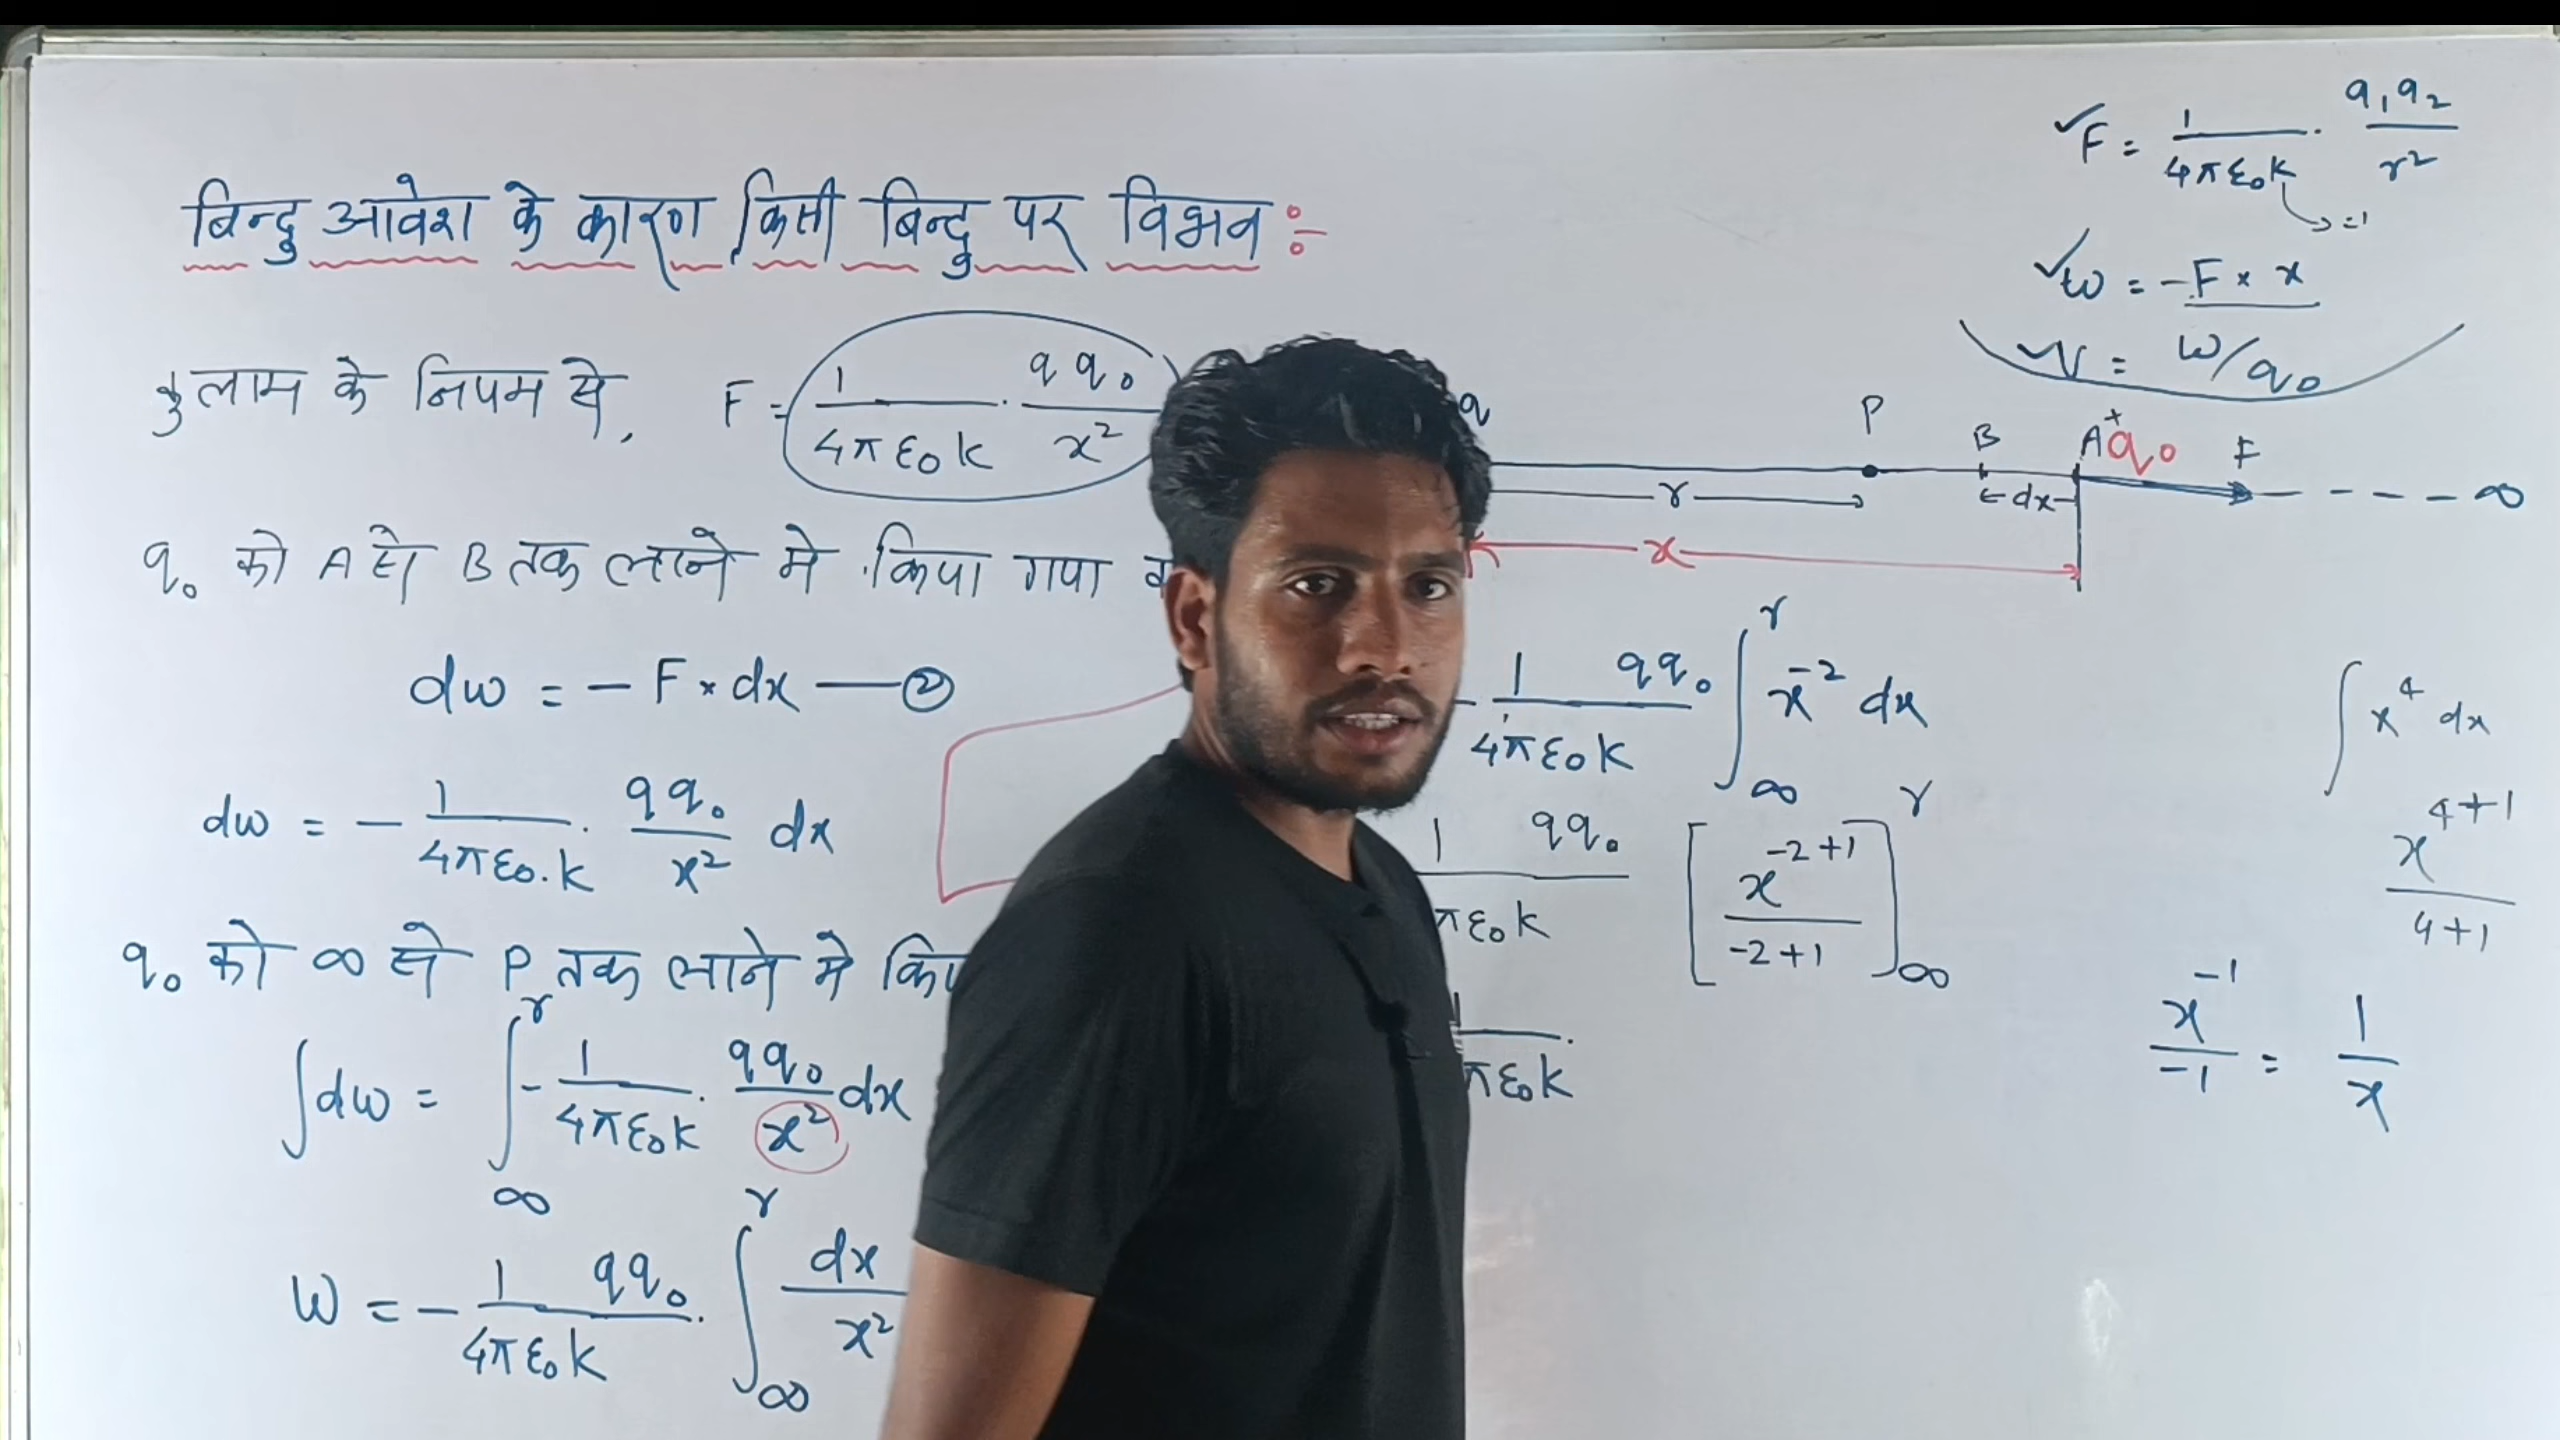 बिन्दु आवेश के कारण किसी बिन्दु पर विभव ÷
कुलाम के नियम से, F = 1/4πε₀k · qq₀/x²
q₀ को A से B तक लाने मे किया गया
dw = − F × dx — ②
dw = − 1/4πε₀.k · qq₀/x² dx
q₀ को ∞ से P तक लाने मे
∫dw = ∫_∞^r − 1/4πε₀k · qq₀/x² dx
W = − 1 qq₀/4πε₀k · ∫_∞^r dx/x²
✓F = 1/4πε₀k · q₁q₂/r²
→ =1
✓w = −F × x
V = W/q₀
q P B A +q₀ F
r ←dx− ∞
x
− 1 qq₀/4πε₀k ∫_∞^r x⁻² dx
1 qq₀/πε₀k [x^(−2+1)/−2+1]_∞^r
1/πε₀k ·
∫x⁴ dx
x^(4+1)/4+1
x⁻¹/−1 = 1/x